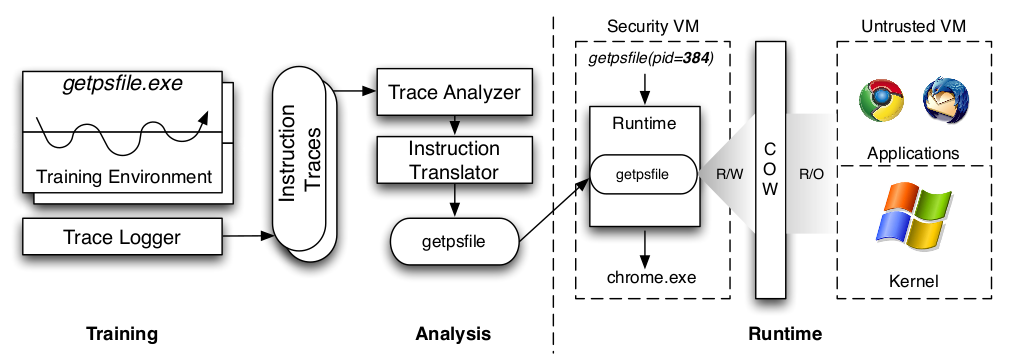 getpsfile.exe
Training Environment
Trace Logger
Instruction
Traces
Trace Analyzer
Instruction
Translator
getpsfile
Security VM
getpsfile(pid=384)
Runtime
getpsfile
chrome.exe
R/W
C
O
W
R/O
Untrusted VM
Applications
Kernel
Training
Analysis
Runtime